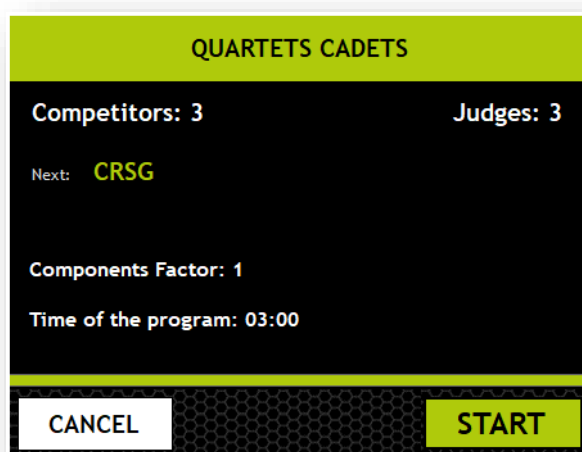 QUARTETS CADETS
Competitors: 3 Judges: 3
Next: CRSG
Components Factor: 1
Time of the program: 03:00
CANCEL START